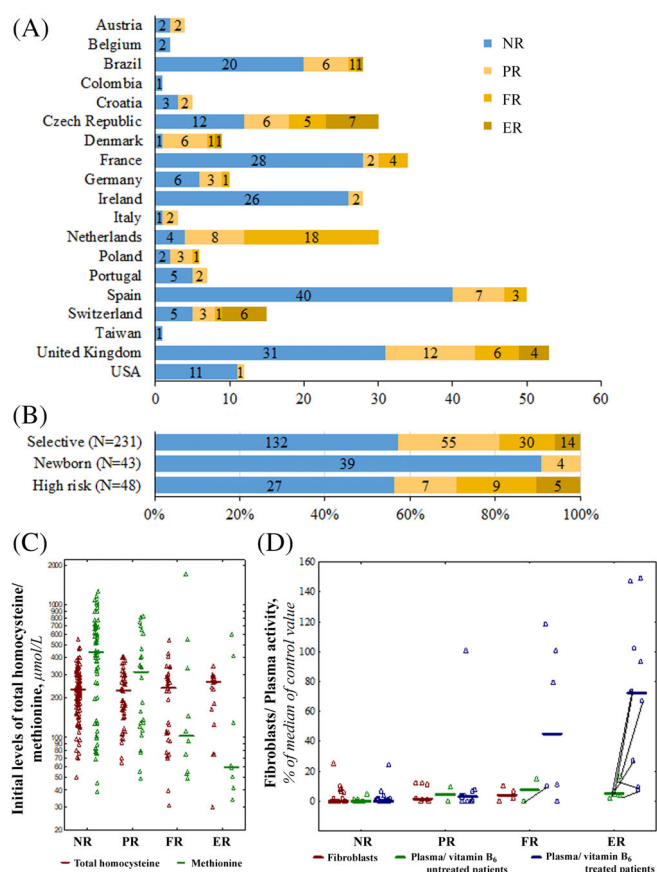 (A)
NR
PR
FR
ER
Austria 2 2
Belgium 2
Brazil 20 6 11
Colombia 1
Croatia 3 2
Czech Republic 12 6 5 7
Denmark 1 6 11
France 28 2 4
Germany 6 3 1
Ireland 26 2
Italy 1 2
Netherlands 4 8 18
Poland 2 3 1
Portugal 5 2
Spain 40 7 3
Switzerland 5 3 1 6
Taiwan 1
United Kingdom 31 12 6 4
USA 11 1
0 10 20 30 40 50 60
(B)
Selective (N=231) 132 55 30 14
Newborn (N=43) 39 4
High risk (N=48) 27 7 9 5
0% 20% 40% 60% 80% 100%
(C)
Initial levels of total homocysteine/
methionine, μmol/L
2000
1000
900
800
700
600
500
400
300
200
100
90
80
70
60
50
40
30
20
NR PR FR ER
Total homocysteine Methionine
(D)
Fibroblasts/ Plasma activity,
% of median of control value
160
140
120
100
80
60
40
20
0
NR PR FR ER
Fibroblasts
Plasma/ vitamin B6
untreated patients
Plasma/ vitamin B6
treated patients